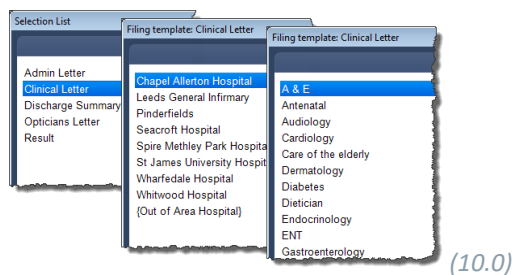 Selection List
Admin Letter
Clinical Letter
Discharge Summary
Opticians Letter
Result
Filing template: Clinical Letter
Chapel Allerton Hospital
Leeds General Infirmary
Pinderfields
Seacroft Hospital
Spire Methley Park Hospita
St James University Hospit
Wharfedale Hospital
Whitwood Hospital
{Out of Area Hospital}
Filing template: Clinical Letter
A & E
Antenatal
Audiology
Cardiology
Care of the elderly
Dermatology
Diabetes
Dietician
Endocrinology
ENT
Gastroenterology
(10.0)